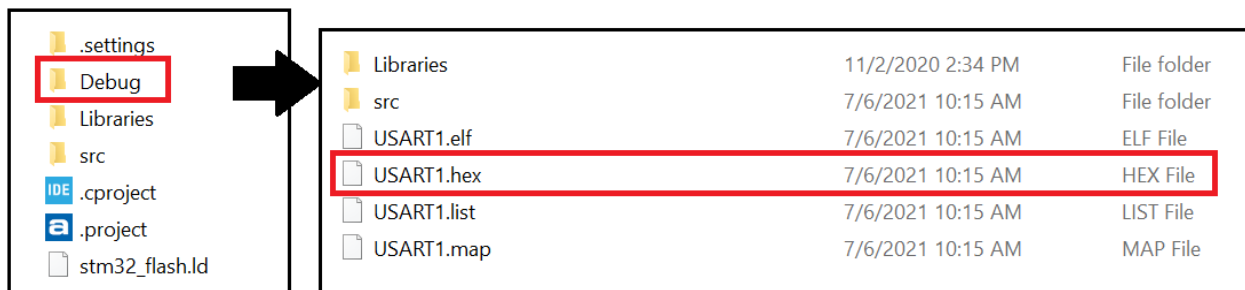 .settings
Debug
Libraries
src
IDE .cproject
a .project
stm32_flash.ld
Libraries 11/2/2020 2:34 PM File folder
src 7/6/2021 10:15 AM File folder
USART1.elf 7/6/2021 10:15 AM ELF File
USART1.hex 7/6/2021 10:15 AM HEX File
USART1.list 7/6/2021 10:15 AM LIST File
USART1.map 7/6/2021 10:15 AM MAP File